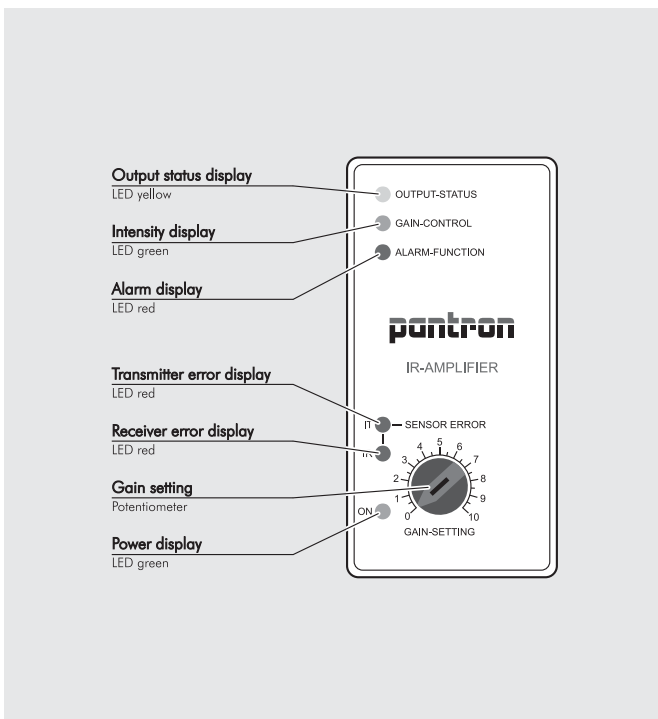 Output status display
LED yellow
Intensity display
LED green
Alarm display
LED red
Transmitter error display
LED red
Receiver error display
LED red
Gain setting
Potentiometer
Power display
LED green
OUTPUT-STATUS
GAIN-CONTROL
ALARM-FUNCTION
pantron
IR-AMPLIFIER
IT
SENSOR ERROR
IR
0 1 2 3 4 5 6 7 8 9 10
ON
GAIN-SETTING